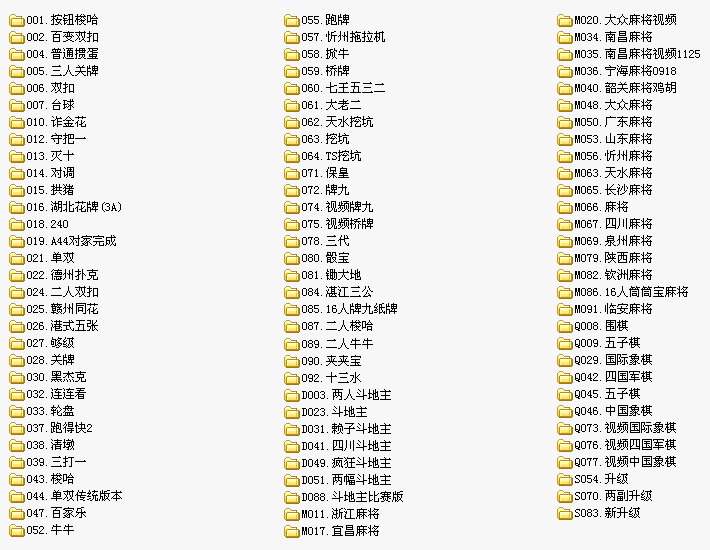 001.按钮梭哈
002.百变双扣
004.普通掼蛋
005.三人关牌
006.双扣
007.台球
010.诈金花
012.守把一
013.灭十
014.对调
015.拱猪
016.湖北花牌(3A)
018.240
019.A44对家完成
021.单双
022.德州扑克
024.二人双扣
025.赣州同花
026.港式五张
027.够级
028.关牌
030.黑杰克
032.连连看
033.轮盘
037.跑得快2
038.清墩
039.三打一
043.梭哈
044.单双传统版本
047.百家乐
052.牛牛
055.跑牌
057.忻州拖拉机
058.掀牛
059.桥牌
060.七王五三二
061.大老二
062.天水挖坑
063.挖坑
064.TS挖坑
071.保皇
072.牌九
074.视频牌九
075.视频桥牌
078.三代
080.骰宝
081.锄大地
084.湛江三公
085.16人牌九纸牌
087.二人梭哈
089.二人牛牛
090.夹夹宝
092.十三水
D003.两人斗地主
D023.斗地主
D031.赖子斗地主
D041.四川斗地主
D049.疯狂斗地主
D051.两幅斗地主
D088.斗地主比赛版
M011.浙江麻将
M017.宜昌麻将
M020.大众麻将视频
M034.南昌麻将
M035.南昌麻将视频1125
M036.宁海麻将0918
M040.韶关麻将鸡胡
M048.大众麻将
M050.广东麻将
M053.山东麻将
M056.忻州麻将
M063.天水麻将
M065.长沙麻将
M066.麻将
M067.四川麻将
M069.泉州麻将
M079.陕西麻将
M082.钦洲麻将
M086.16人筒筒宝麻将
M091.临安麻将
Q008.围棋
Q009.五子棋
Q029.国际象棋
Q042.四国军棋
Q045.五子棋
Q046.中国象棋
Q073.视频国际象棋
Q076.视频四国军棋
Q077.视频中国象棋
S054.升级
S070.两副升级
S083.新升级